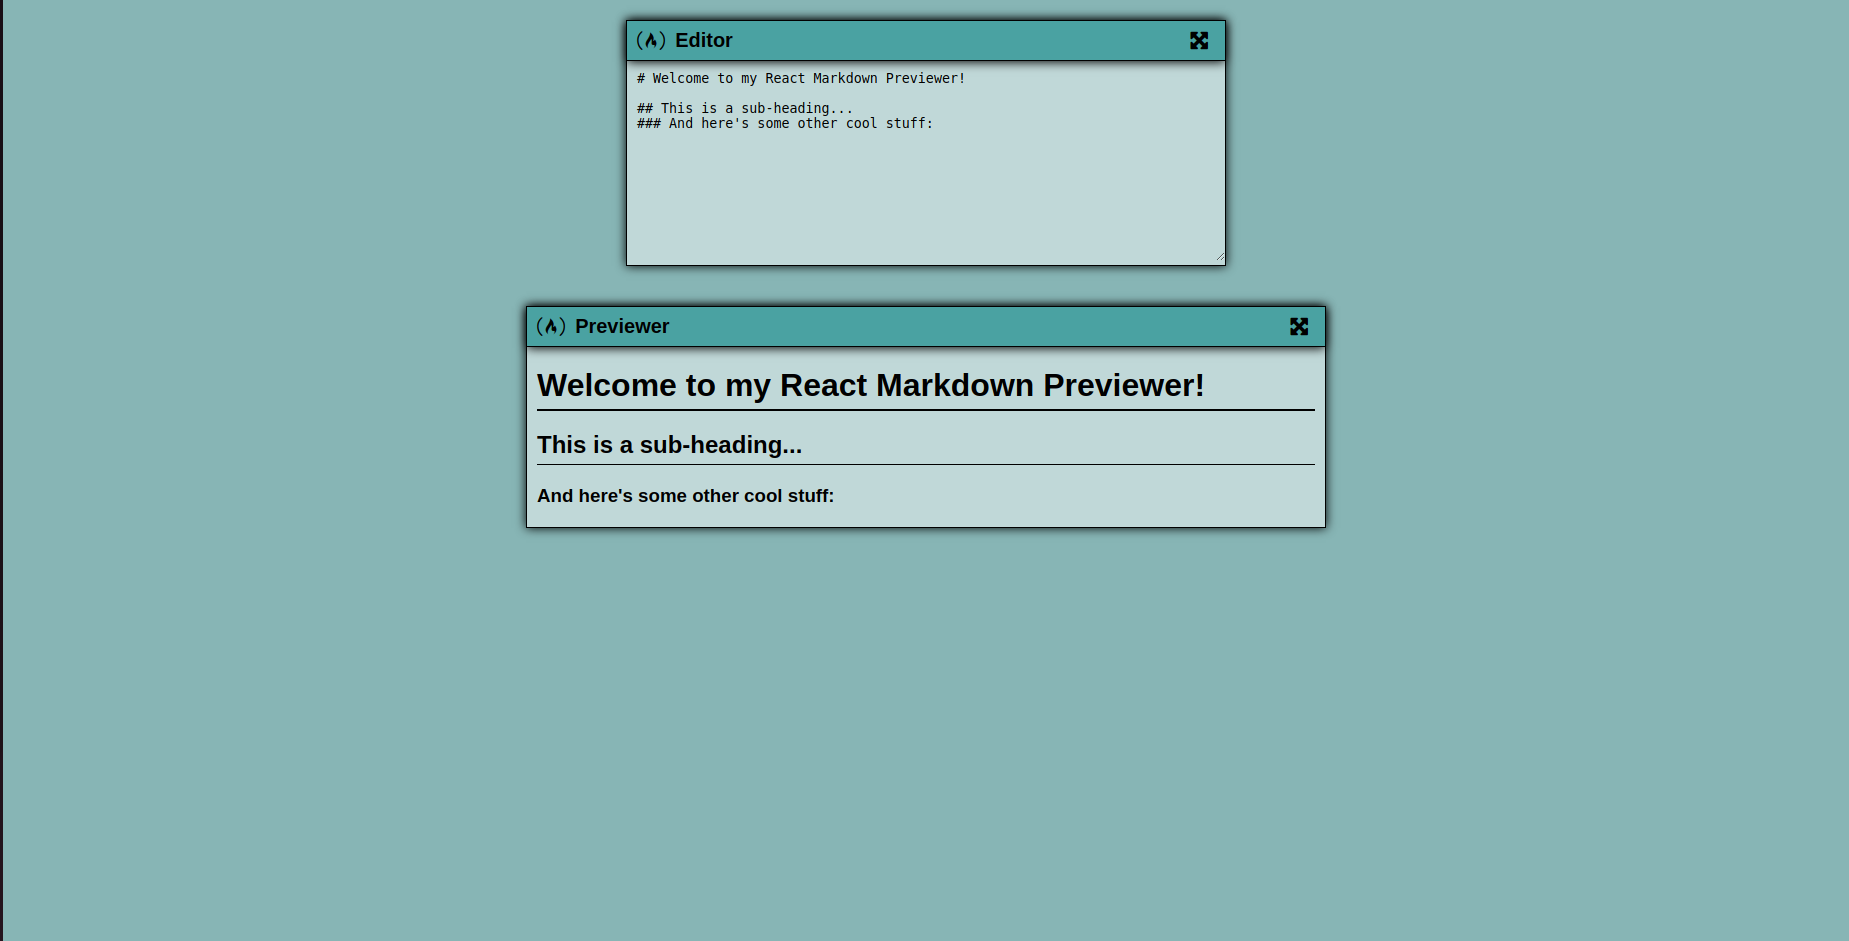 Editor
# Welcome to my React Markdown Previewer!
## This is a sub-heading...
### And here's some other cool stuff:
Previewer
Welcome to my React Markdown Previewer!
This is a sub-heading...
And here's some other cool stuff: